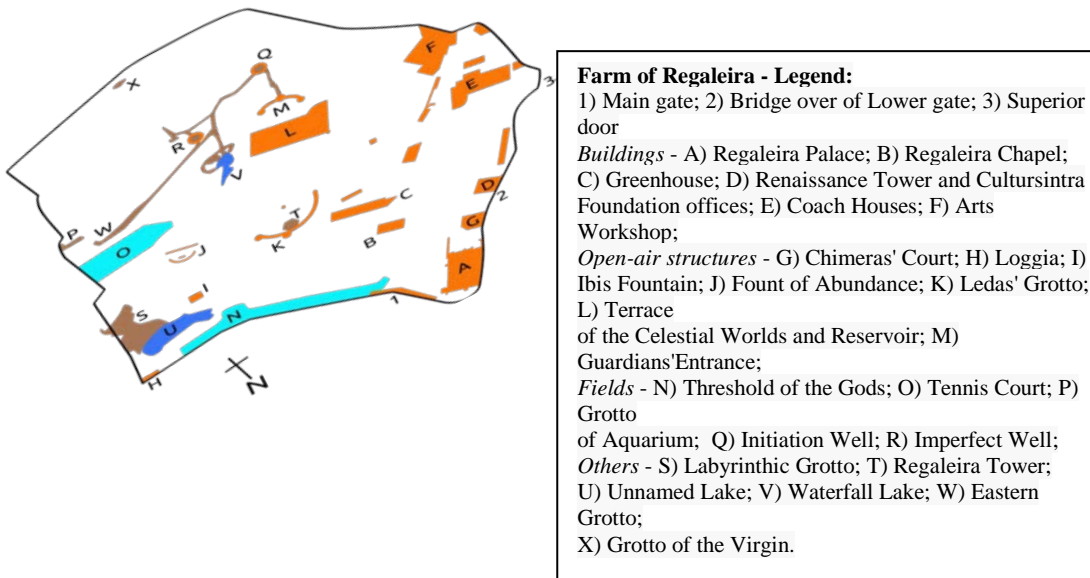 Q
X
M
F
E
3
L
R
V
D
2
C
T
G
W
P
K
B
O
J
A
I
1
S
N
U
H
N
Farm of Regaleira - Legend:
1) Main gate; 2) Bridge over of Lower gate; 3) Superior
door
Buildings - A) Regaleira Palace; B) Regaleira Chapel;
C) Greenhouse; D) Renaissance Tower and Cultursintra
Foundation offices; E) Coach Houses; F) Arts
Workshop;
Open-air structures - G) Chimeras' Court; H) Loggia; I)
Ibis Fountain; J) Fount of Abundance; K) Ledas' Grotto;
L) Terrace
of the Celestial Worlds and Reservoir; M)
Guardians'Entrance;
Fields - N) Threshold of the Gods; O) Tennis Court; P)
Grotto
of Aquarium; Q) Initiation Well; R) Imperfect Well;
Others - S) Labyrinthic Grotto; T) Regaleira Tower;
U) Unnamed Lake; V) Waterfall Lake; W) Eastern
Grotto;
X) Grotto of the Virgin.